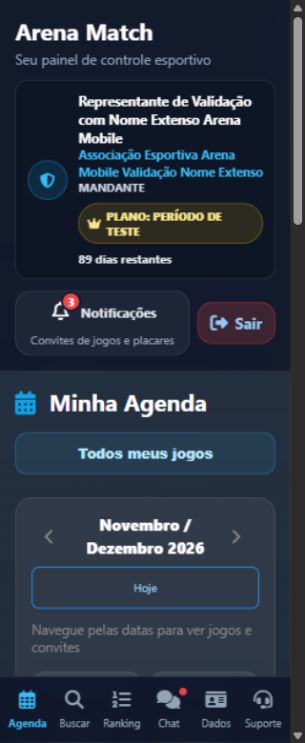 Arena Match
Seu painel de controle esportivo
Representante de Validação
com Nome Extenso Arena
Mobile
Associação Esportiva Arena
Mobile Validação Nome Extenso
MANDANTE
PLANO: PERÍODO DE
TESTE
89 dias restantes
3
Notificações
Convites de jogos e placares
Sair
Minha Agenda
Todos meus jogos
Novembro /
Dezembro 2026
Hoje
Navegue pelas datas para ver jogos e
convites
Agenda Buscar Ranking Chat Dados Suporte